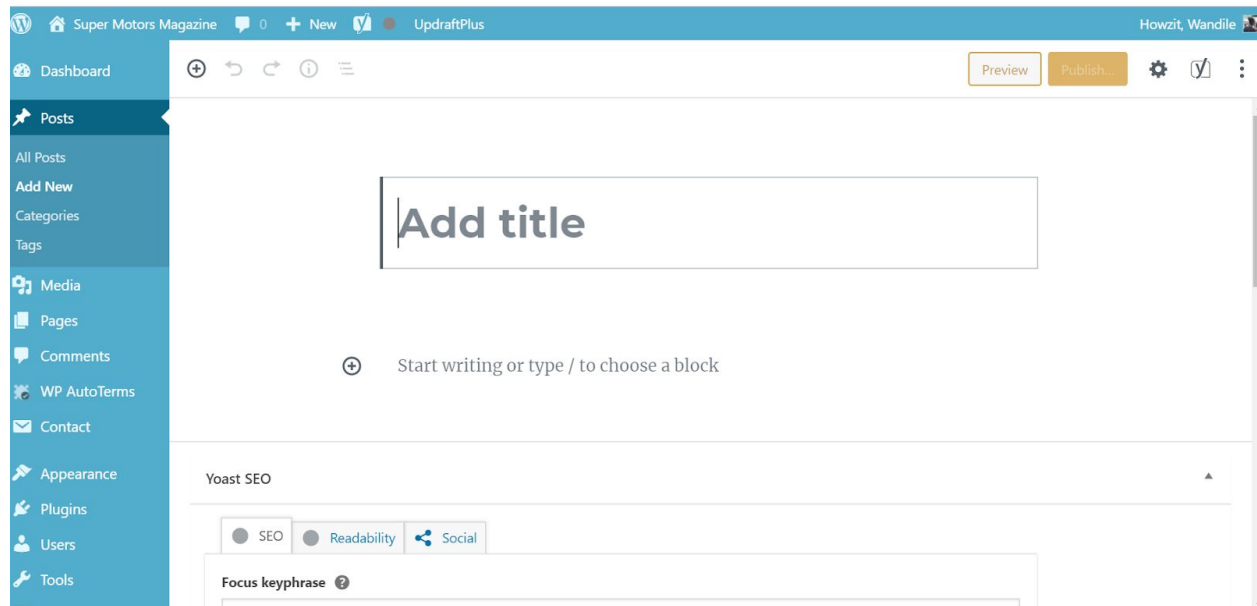 Super Motors Magazine 0 New UpdraftPlus Howzit, Wandile
Dashboard
Preview Publish...
Posts
All Posts
Add New
Categories
Tags
Add title
Media
Pages
Comments
Start writing or type / to choose a block
WP AutoTerms
Contact
Appearance
Yoast SEO
Plugins
Users
SEO Readability Social
Tools
Focus keyphrase